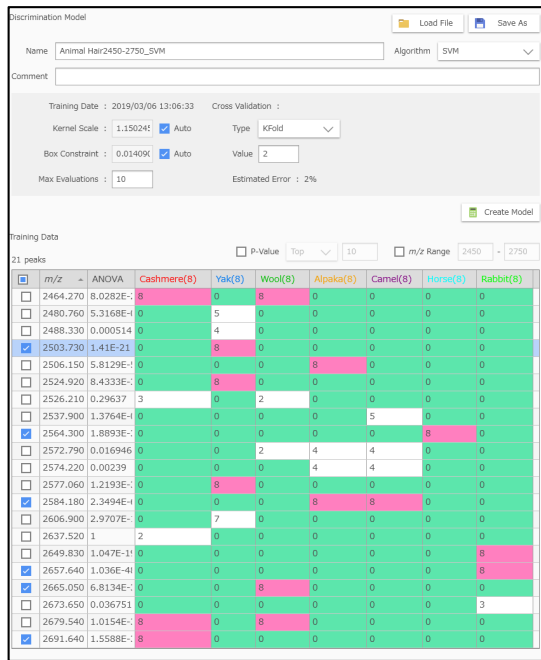 Discrimination Model
Load File Save As
Name Animal Hair2450-2750_SVM Algorithm SVM
Comment
Training Date : 2019/03/06 13:06:33 Cross Validation :
Kernel Scale : 1.15024 Auto Type KFold
Box Constraint : 0.01409 Auto Value 2
Max Evaluations : 10 Estimated Error : 2%
Create Model
Training Data
21 peaks P-Value Top 10 m/z Range 2450 - 2750
m/z ANOVA Cashmere(8) Yak(8) Wool(8) Alpaka(8) Camel(8) Horse(8) Rabbit(8)
2464.270 8.0282E- 8 0 8 0 0 0 0
2480.760 5.3168E- 0 5 0 0 0 0 0
2488.330 0.000514 0 4 0 0 0 0 0
2503.730 1.41E-21 0 8 0 0 0 0 0
2506.150 5.8129E- 0 0 0 8 0 0 0
2524.920 8.4333E- 0 8 0 0 0 0 0
2526.210 0.29637 3 0 2 0 0 0 0
2537.900 1.3764E- 0 0 0 0 5 0 0
2564.300 1.8893E- 0 0 0 0 0 8 0
2572.790 0.016946 0 0 2 4 4 0 0
2574.220 0.00239 0 0 0 4 4 0 0
2577.060 1.2193E- 0 8 0 0 0 0 0
2584.180 2.3494E- 0 0 0 8 8 0 0
2606.900 2.9707E- 0 7 0 0 0 0 0
2637.520 1 2 0 0 0 0 0 0
2649.830 1.047E-1 0 0 0 0 0 0 8
2657.640 1.036E-4 0 0 0 0 0 0 8
2665.050 6.8134E- 0 0 8 0 0 0 0
2673.650 0.036751 0 0 0 0 0 0 3
2679.540 1.0154E- 8 0 8 0 0 0 0
2691.640 1.5588E- 8 0 0 0 0 0 0